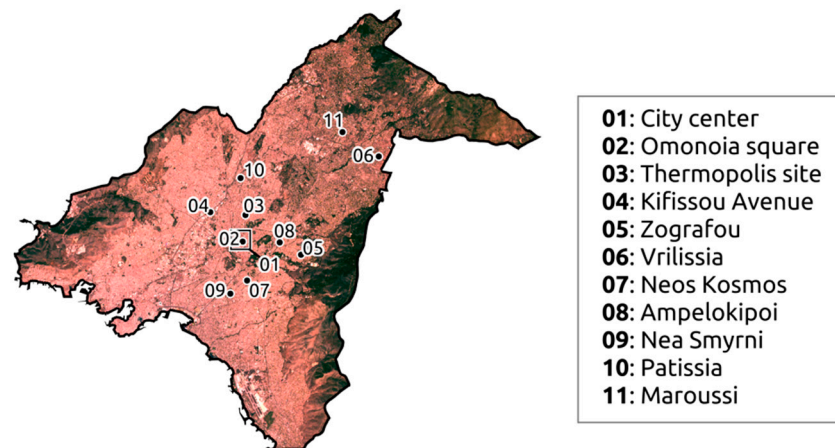 11
06
10
04
03
02
08
05
01
09
07
01: City center
02: Omonoia square
03: Thermopolis site
04: Kifissou Avenue
05: Zografou
06: Vrilissia
07: Neos Kosmos
08: Ampelokipoi
09: Nea Smyrni
10: Patissia
11: Maroussi